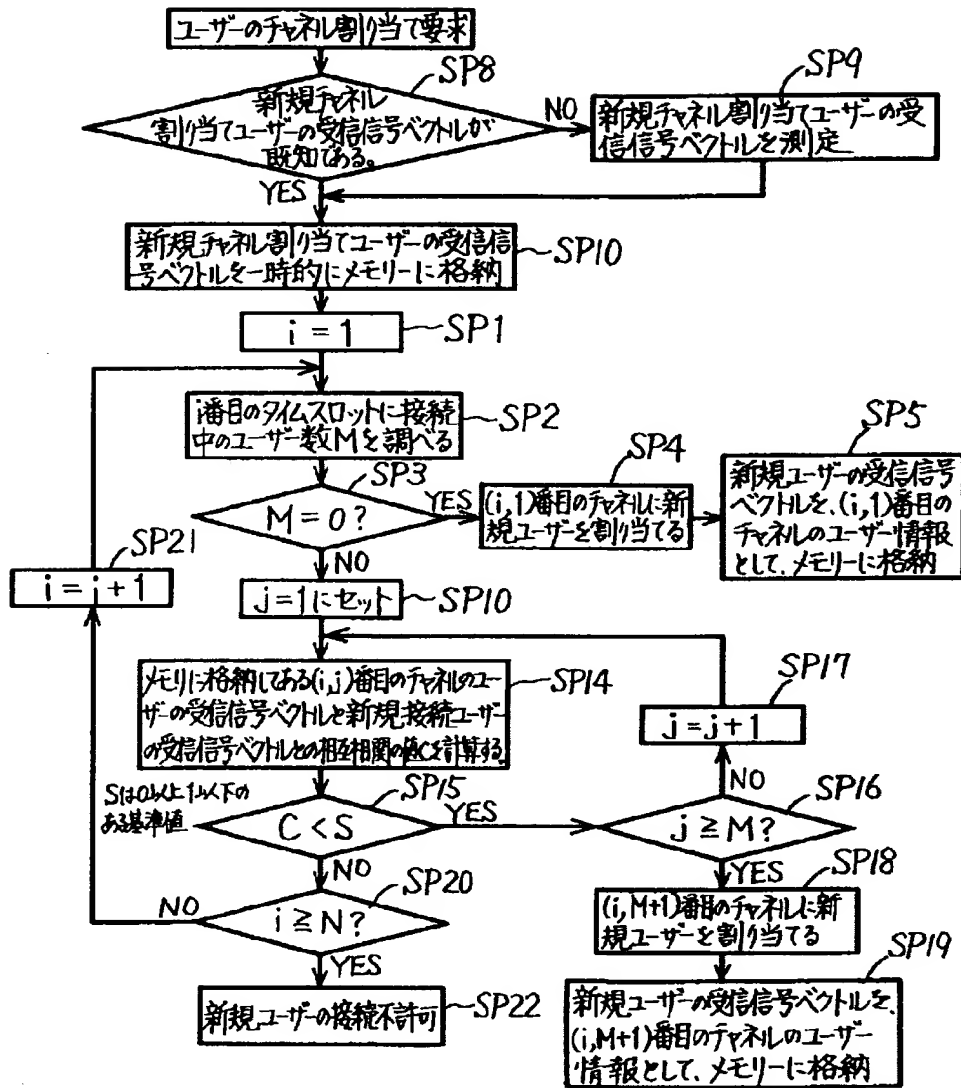 ユーザーのチャネル割り当て要求
SP8
新規チャネル
割り当てユーザーの受信信号ベクトルが
既知である。
NO
YES
SP9
新規チャネル割り当てユーザーの受
信信号ベクトルを測定
新規チャネル割り当てユーザーの受信信
号ベクトルを一時的にメモリーに格納
SP10
i = 1
SP1
i番目のタイムスロットに接続
中のユーザー数Mを調べる
SP2
SP3
M = 0?
YES
NO
SP4
(i,1)番目のチャネルに新
規ユーザーを割り当てる
SP5
新規ユーザーの受信信号
ベクトルを、(i,1)番目の
チャネルのユーザー情報
として、メモリーに格納
SP21
i = i+1
j=1にセット
SP10
メモリに格納してある(i,j)番目のチャネルのユー
ザーの受信信号ベクトルと新規接続ユーザー
の受信信号ベクトルとの相互相関の値Cを計算する
SP14
SP17
j=j+1
Sは0以上1以下の
ある基準値
SP15
C < S
YES
NO
SP16
j ≧ M?
NO
YES
SP20
i ≧ N?
NO
YES
SP18
(i,M+1)番目のチャネルに新
規ユーザーを割り当てる
新規ユーザーの接続不許可
SP22
SP19
新規ユーザーの受信信号ベクトルを、
(i,M+1)番目のチャネルのユーザー
情報として、メモリーに格納